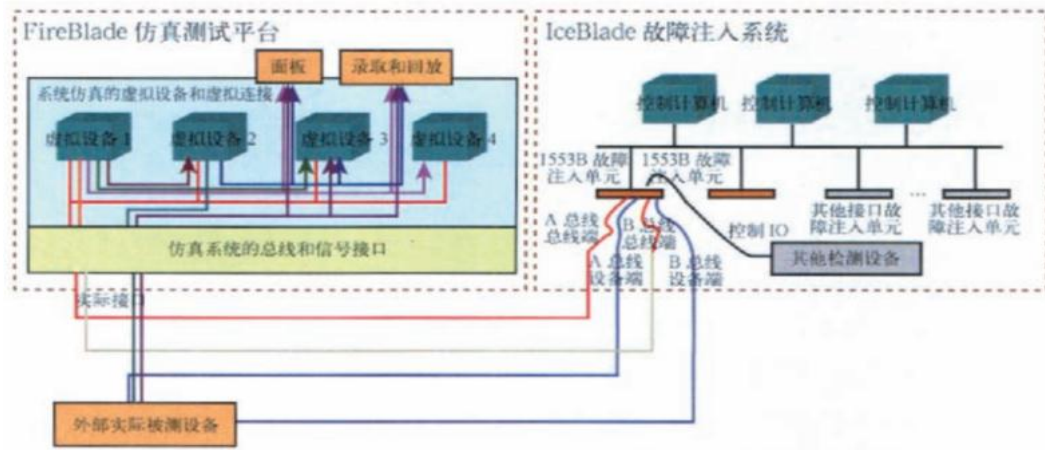 FireBlade 仿真测试平台
面板
录取和回放
系统仿真的虚拟设备和虚拟连接
虚拟设备 1
虚拟设备 2
虚拟设备 3
虚拟设备 4
仿真系统的总线和信号接口
实际接口
外部实际被测设备
IceBlade 故障注入系统
控制计算机
控制计算机
控制计算机
1553B 故障
注入单元
1553B 故障
注入单元
其他接口故
障注入单元
...
其他接口故
障注入单元
A 总线
总线端
B 总线
总线端
A 总线
设备端
B 总线
设备端
控制 IO
其他检测设备